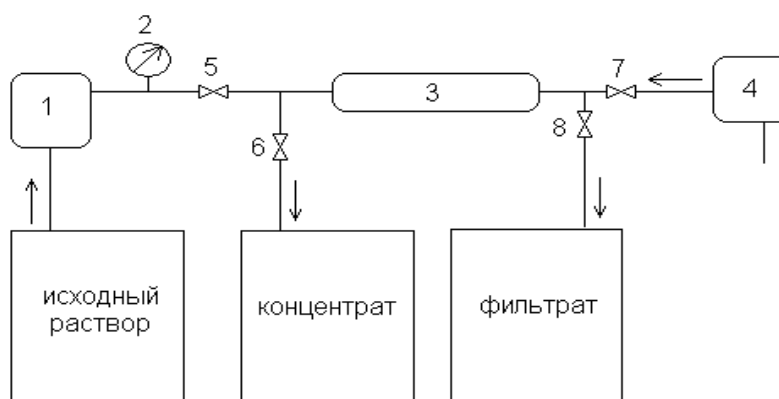 2
5
7
1
3
4
6
8
исходный
раствор
концентрат
фильтрат